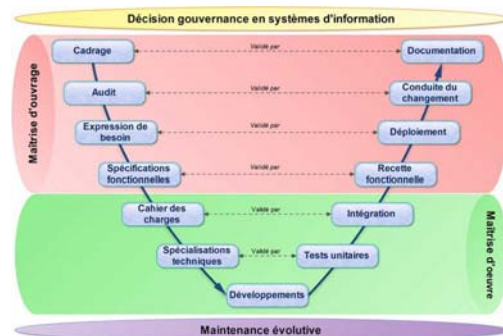 Décision gouvernance en systèmes d'information
Maîtrise d'ouvrage
Cadrage
Validé par
Documentation
Audit
Validé par
Conduite du
changement
Expression de
besoin
Validé par
Déploiement
Spécifications
fonctionnelles
Validé par
Recette
fonctionnelle
Cahier des
charges
Validé par
Intégration
Maîtrise d'oeuvre
Spécialisations
techniques
Validé par
Tests unitaires
Développements
Maintenance évolutive